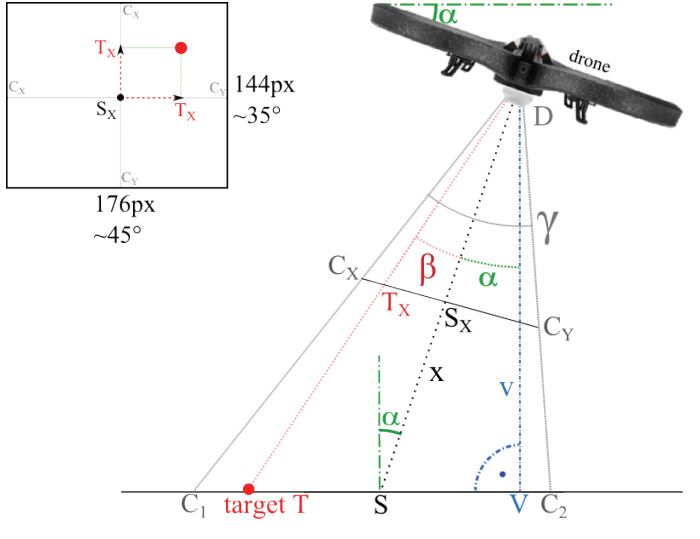 α
drone
C_X
T_X
C_X
C_Y
144px
S_X
T_X
~35°
D
C_Y
176px
~45°
γ
β
α
C_X
T_X
S_X
C_Y
x
v
α
C_1
target T
S
V
C_2